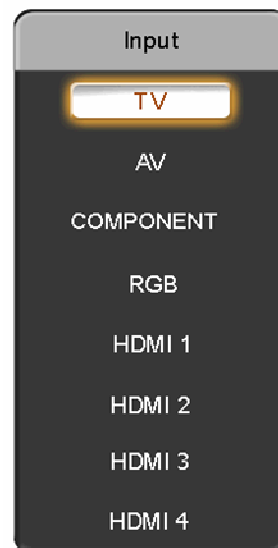 Input
TV
AV
COMPONENT
RGB
HDMI 1
HDMI 2
HDMI 3
HDMI 4